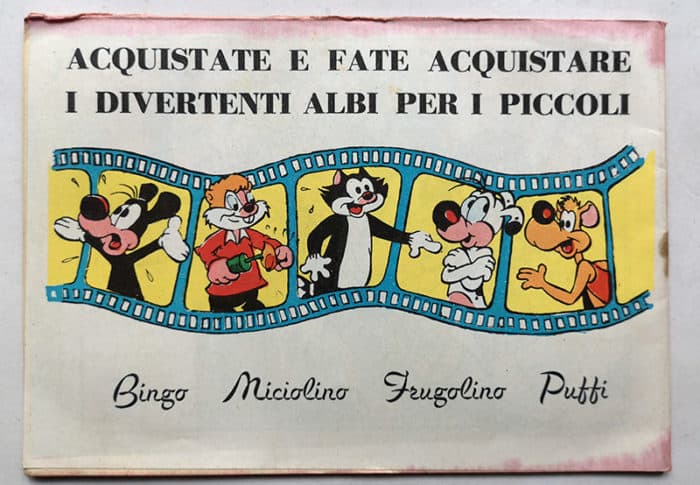 ACQUISTATE E FATE ACQUISTARE
I DIVERTENTI ALBI PER I PICCOLI
Bingo Miciolino Frugolino Puffi